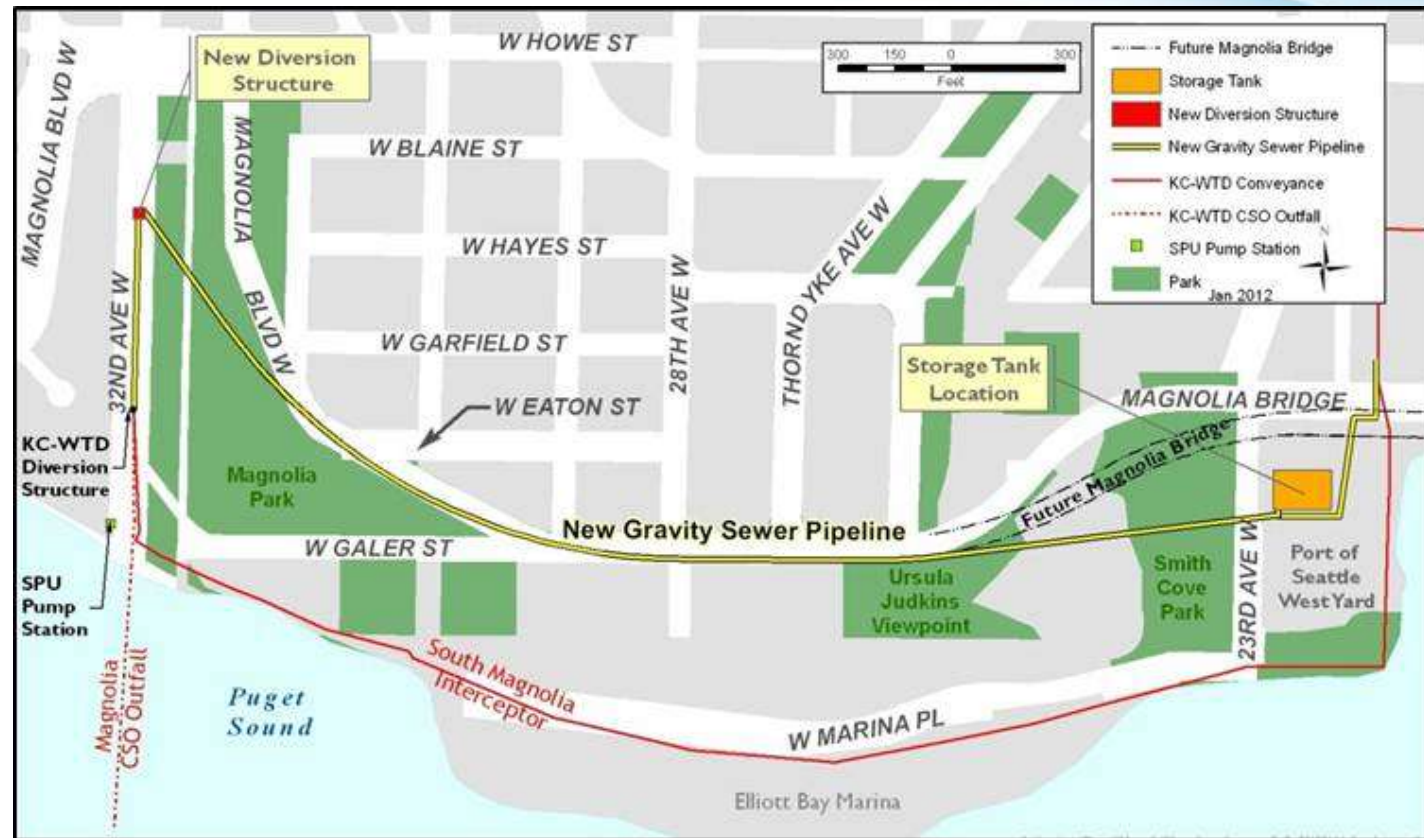 W HOWE ST
New Diversion
Structure
300 150 0 300
Feet
Future Magnolia Bridge
Storage Tank
New Diversion Structure
New Gravity Sewer Pipeline
KC-WTD Conveyance
KC-WTD CSO Outfall
SPU Pump Station
Park
N
Jan 2012
MAGNOLIA BLVD W
MAGNOLIA
BLVD W
W BLAINE ST
W HAYES ST
28TH AVE W
THORNDYKE AVE W
32ND AVE W
W GARFIELD ST
W EATON ST
Storage Tank
Location
MAGNOLIA BRIDGE
Future Magnolia Bridge
KC-WTD
Diversion
Structure
Magnolia
Park
New Gravity Sewer Pipeline
W GALER ST
SPU
Pump
Station
Ursula
Judkins
Viewpoint
Smith
Cove
Park
23RD AVE W
Port of
Seattle
West Yard
Magnolia
CSO Outfall
Puget
Sound
South Magnolia
Interceptor
W MARINA PL
Elliott Bay Marina